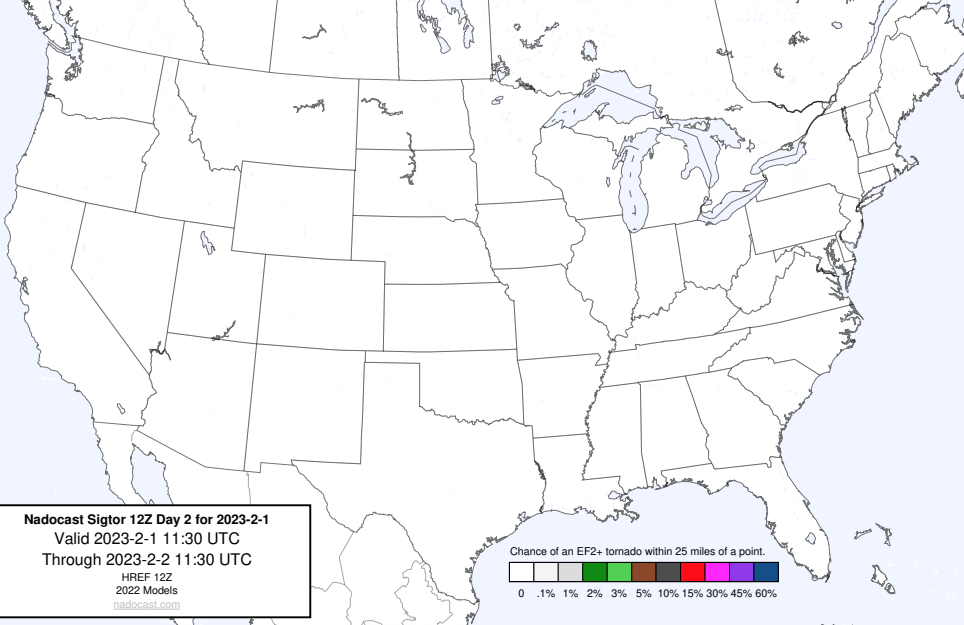 Nadocast Sigtor 12Z Day 2 for 2023-2-1
Valid 2023-2-1 11:30 UTC
Through 2023-2-2 11:30 UTC
HREF 12Z
2022 Models
nadocast.com
Chance of an EF2+ tornado within 25 miles of a point.
0 .1% 1% 2% 3% 5% 10% 15% 30% 45% 60%